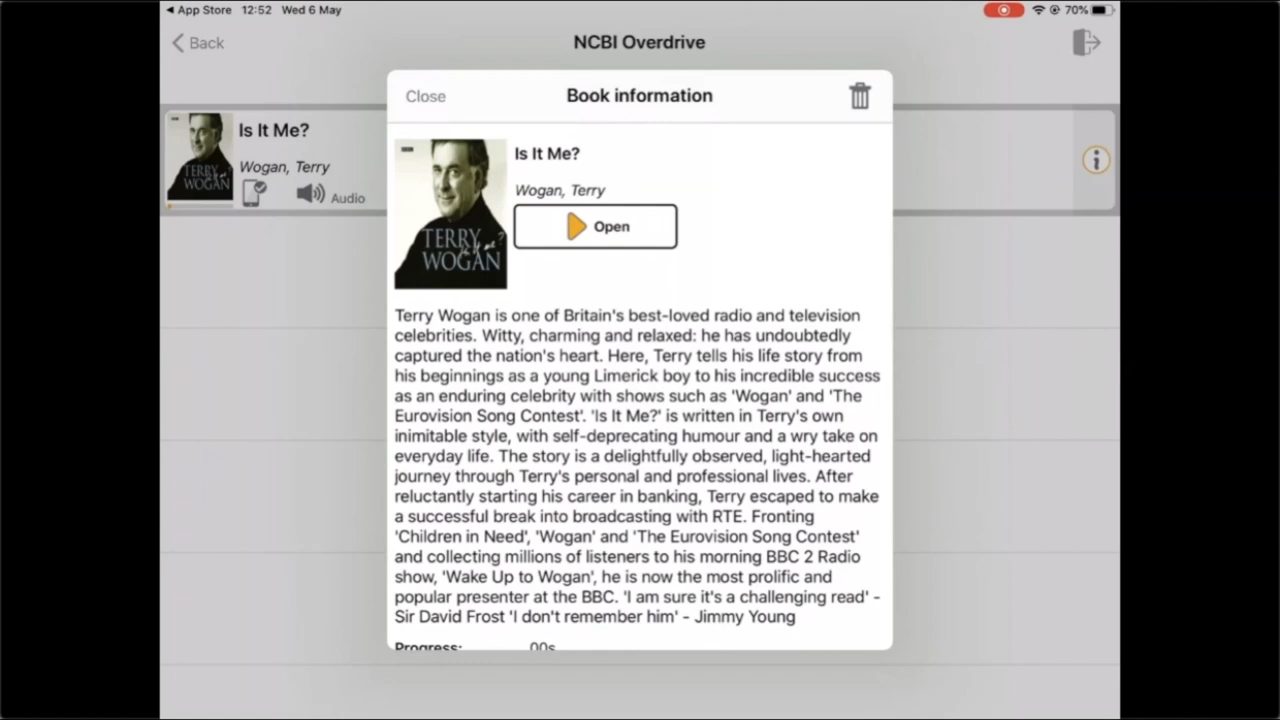 App Store 12:52 Wed 6 May 70%
Back
NCBI Overdrive
Close
Book information
Is It Me?
Wogan, Terry
Audio
TERRY
WOGAN
Is It Me?
Wogan, Terry
Open
TERRY
Is it me?
WOGAN
Terry Wogan is one of Britain's best-loved radio and television
celebrities. Witty, charming and relaxed: he has undoubtedly
captured the nation's heart. Here, Terry tells his life story from
his beginnings as a young Limerick boy to his incredible success
as an enduring celebrity with shows such as 'Wogan' and 'The
Eurovision Song Contest'. 'Is It Me?' is written in Terry's own
inimitable style, with self-deprecating humour and a wry take on
everyday life. The story is a delightfully observed, light-hearted
journey through Terry's personal and professional lives. After
reluctantly starting his career in banking, Terry escaped to make
a successful break into broadcasting with RTE. Fronting
'Children in Need', 'Wogan' and 'The Eurovision Song Contest'
and collecting millions of listeners to his morning BBC 2 Radio
show, 'Wake Up to Wogan', he is now the most prolific and
popular presenter at the BBC. 'I am sure it's a challenging read' -
Sir David Frost 'I don't remember him' - Jimmy Young
Progress: 00s